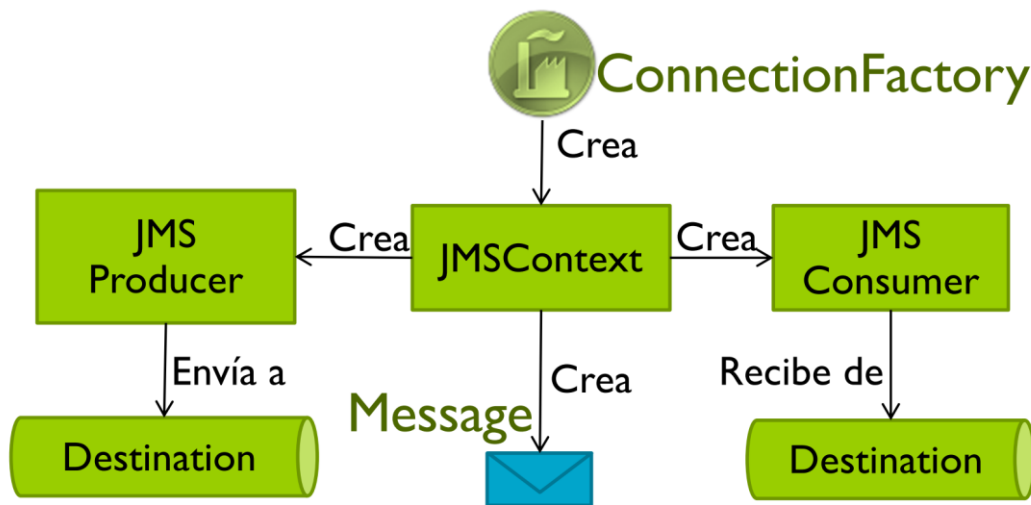 ConnectionFactory
Crea
JMS
Producer
Crea
JMSContext
Crea
JMS
Consumer
Envía a
Crea
Recibe de
Message
Destination
Destination